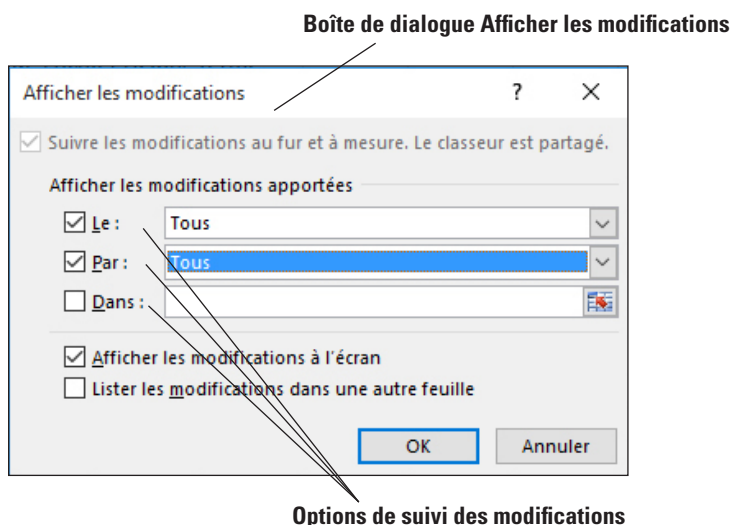 Boîte de dialogue Afficher les modifications
Afficher les modifications ? ×
Suivre les modifications au fur et à mesure. Le classeur est partagé.
Afficher les modifications apportées
Le : Tous
Par : Tous
Dans :
Afficher les modifications à l'écran
Lister les modifications dans une autre feuille
OK Annuler
Options de suivi des modifications